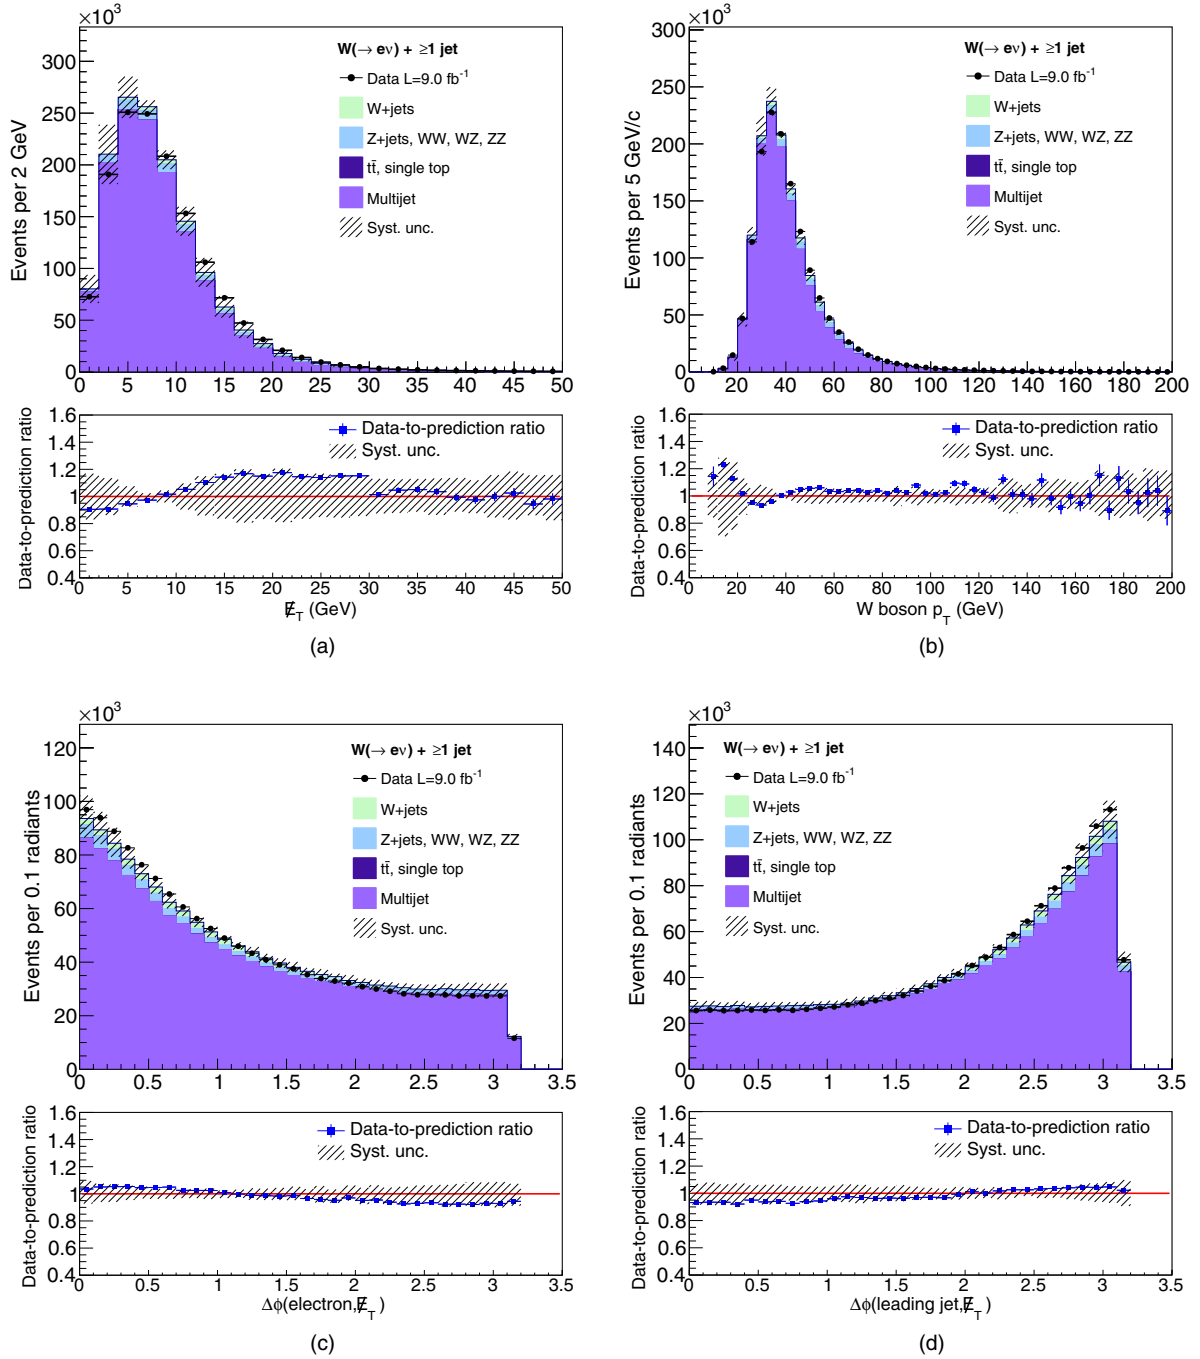 ×10³
Events per 2 GeV
300
250
200
150
100
50
0
W(→ eν) + ≥1 jet
Data L=9.0 fb⁻¹
W+jets
Z+jets, WW, WZ, ZZ
tt̄, single top
Multijet
Syst. unc.
0 5 10 15 20 25 30 35 40 45 50
Data-to-prediction ratio
1.6
1.4
1.2
1
0.8
0.6
0.4
Data-to-prediction ratio
Syst. unc.
0 5 10 15 20 25 30 35 40 45 50
E̸_T (GeV)
(a)
×10³
Events per 5 GeV/c
300
250
200
150
100
50
0
W(→ eν) + ≥1 jet
Data L=9.0 fb⁻¹
W+jets
Z+jets, WW, WZ, ZZ
tt̄, single top
Multijet
Syst. unc.
0 20 40 60 80 100 120 140 160 180 200
Data-to-prediction ratio
1.6
1.4
1.2
1
0.8
0.6
0.4
Data-to-prediction ratio
Syst. unc.
0 20 40 60 80 100 120 140 160 180 200
W boson p_T (GeV)
(b)
×10³
Events per 0.1 radiants
120
100
80
60
40
20
0
W(→ eν) + ≥1 jet
Data L=9.0 fb⁻¹
W+jets
Z+jets, WW, WZ, ZZ
tt̄, single top
Multijet
Syst. unc.
0 0.5 1 1.5 2 2.5 3 3.5
Data-to-prediction ratio
1.6
1.4
1.2
1
0.8
0.6
0.4
Data-to-prediction ratio
Syst. unc.
0 0.5 1 1.5 2 2.5 3 3.5
Δϕ(electron,E̸_T)
(c)
×10³
Events per 0.1 radiants
140
120
100
80
60
40
20
0
W(→ eν) + ≥1 jet
Data L=9.0 fb⁻¹
W+jets
Z+jets, WW, WZ, ZZ
tt̄, single top
Multijet
Syst. unc.
0 0.5 1 1.5 2 2.5 3 3.5
Data-to-prediction ratio
1.6
1.4
1.2
1
0.8
0.6
0.4
Data-to-prediction ratio
Syst. unc.
0 0.5 1 1.5 2 2.5 3 3.5
Δϕ(leading jet,E̸_T)
(d)